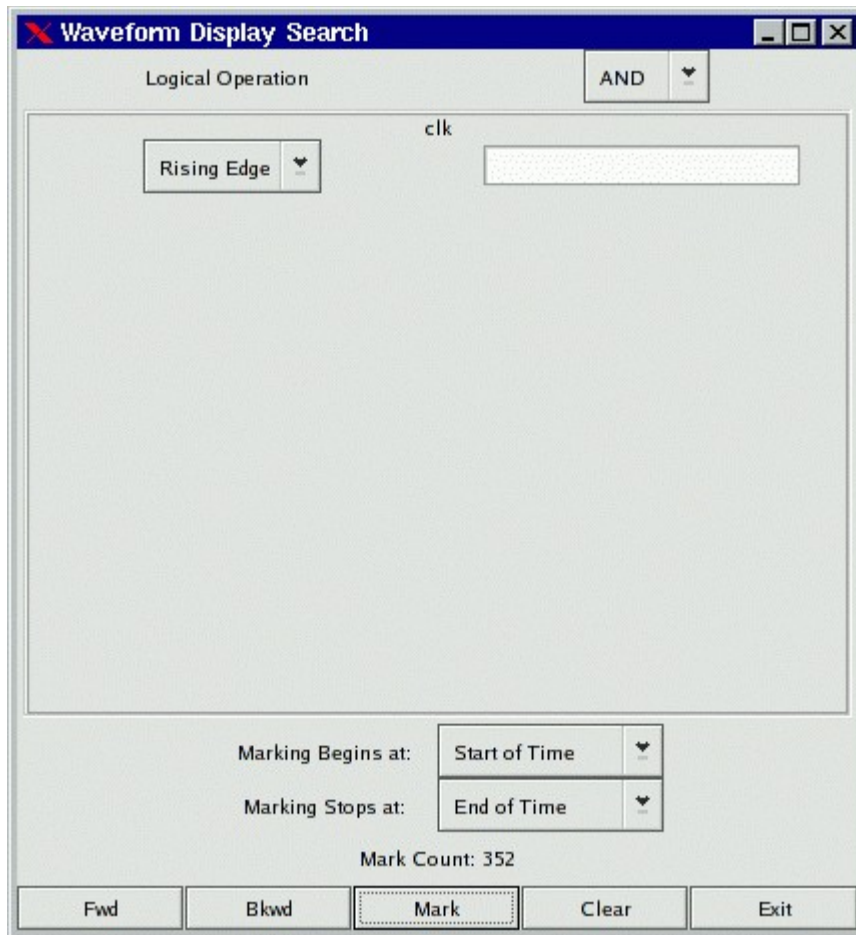 Waveform Display Search
Logical Operation AND
clk
Rising Edge
Marking Begins at: Start of Time
Marking Stops at: End of Time
Mark Count: 352
Fwd Bkwd Mark Clear Exit